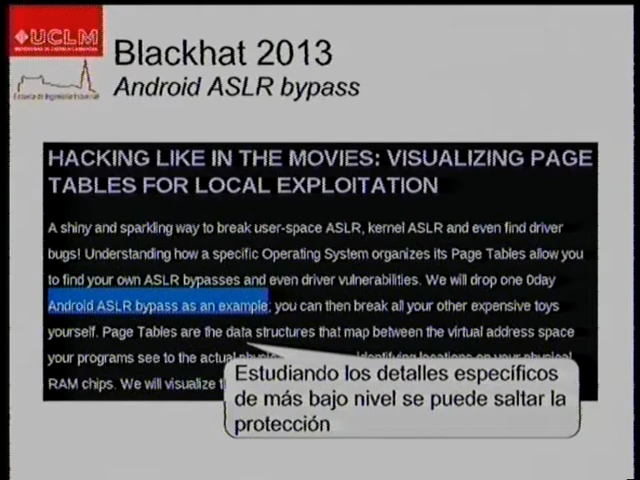 UCLM
Blackhat 2013
Android ASLR bypass
HACKING LIKE IN THE MOVIES: VISUALIZING PAGE
TABLES FOR LOCAL EXPLOITATION
A shiny and sparkling way to break user-space ASLR, kernel ASLR and even find driver
bugs! Understanding how a specific Operating System organizes its Page Tables allow you
to find your own ASLR bypasses and even driver vulnerabilities. We will drop one 0day
Android ASLR bypass as an example; you can then break all your other expensive toys
yourself. Page Tables are the data structures that map between the virtual address space
your programs see to the actual identifying locations on your physical
RAM chips. We will visualize
Estudiando los detalles específicos
de más bajo nivel se puede saltar la
protección